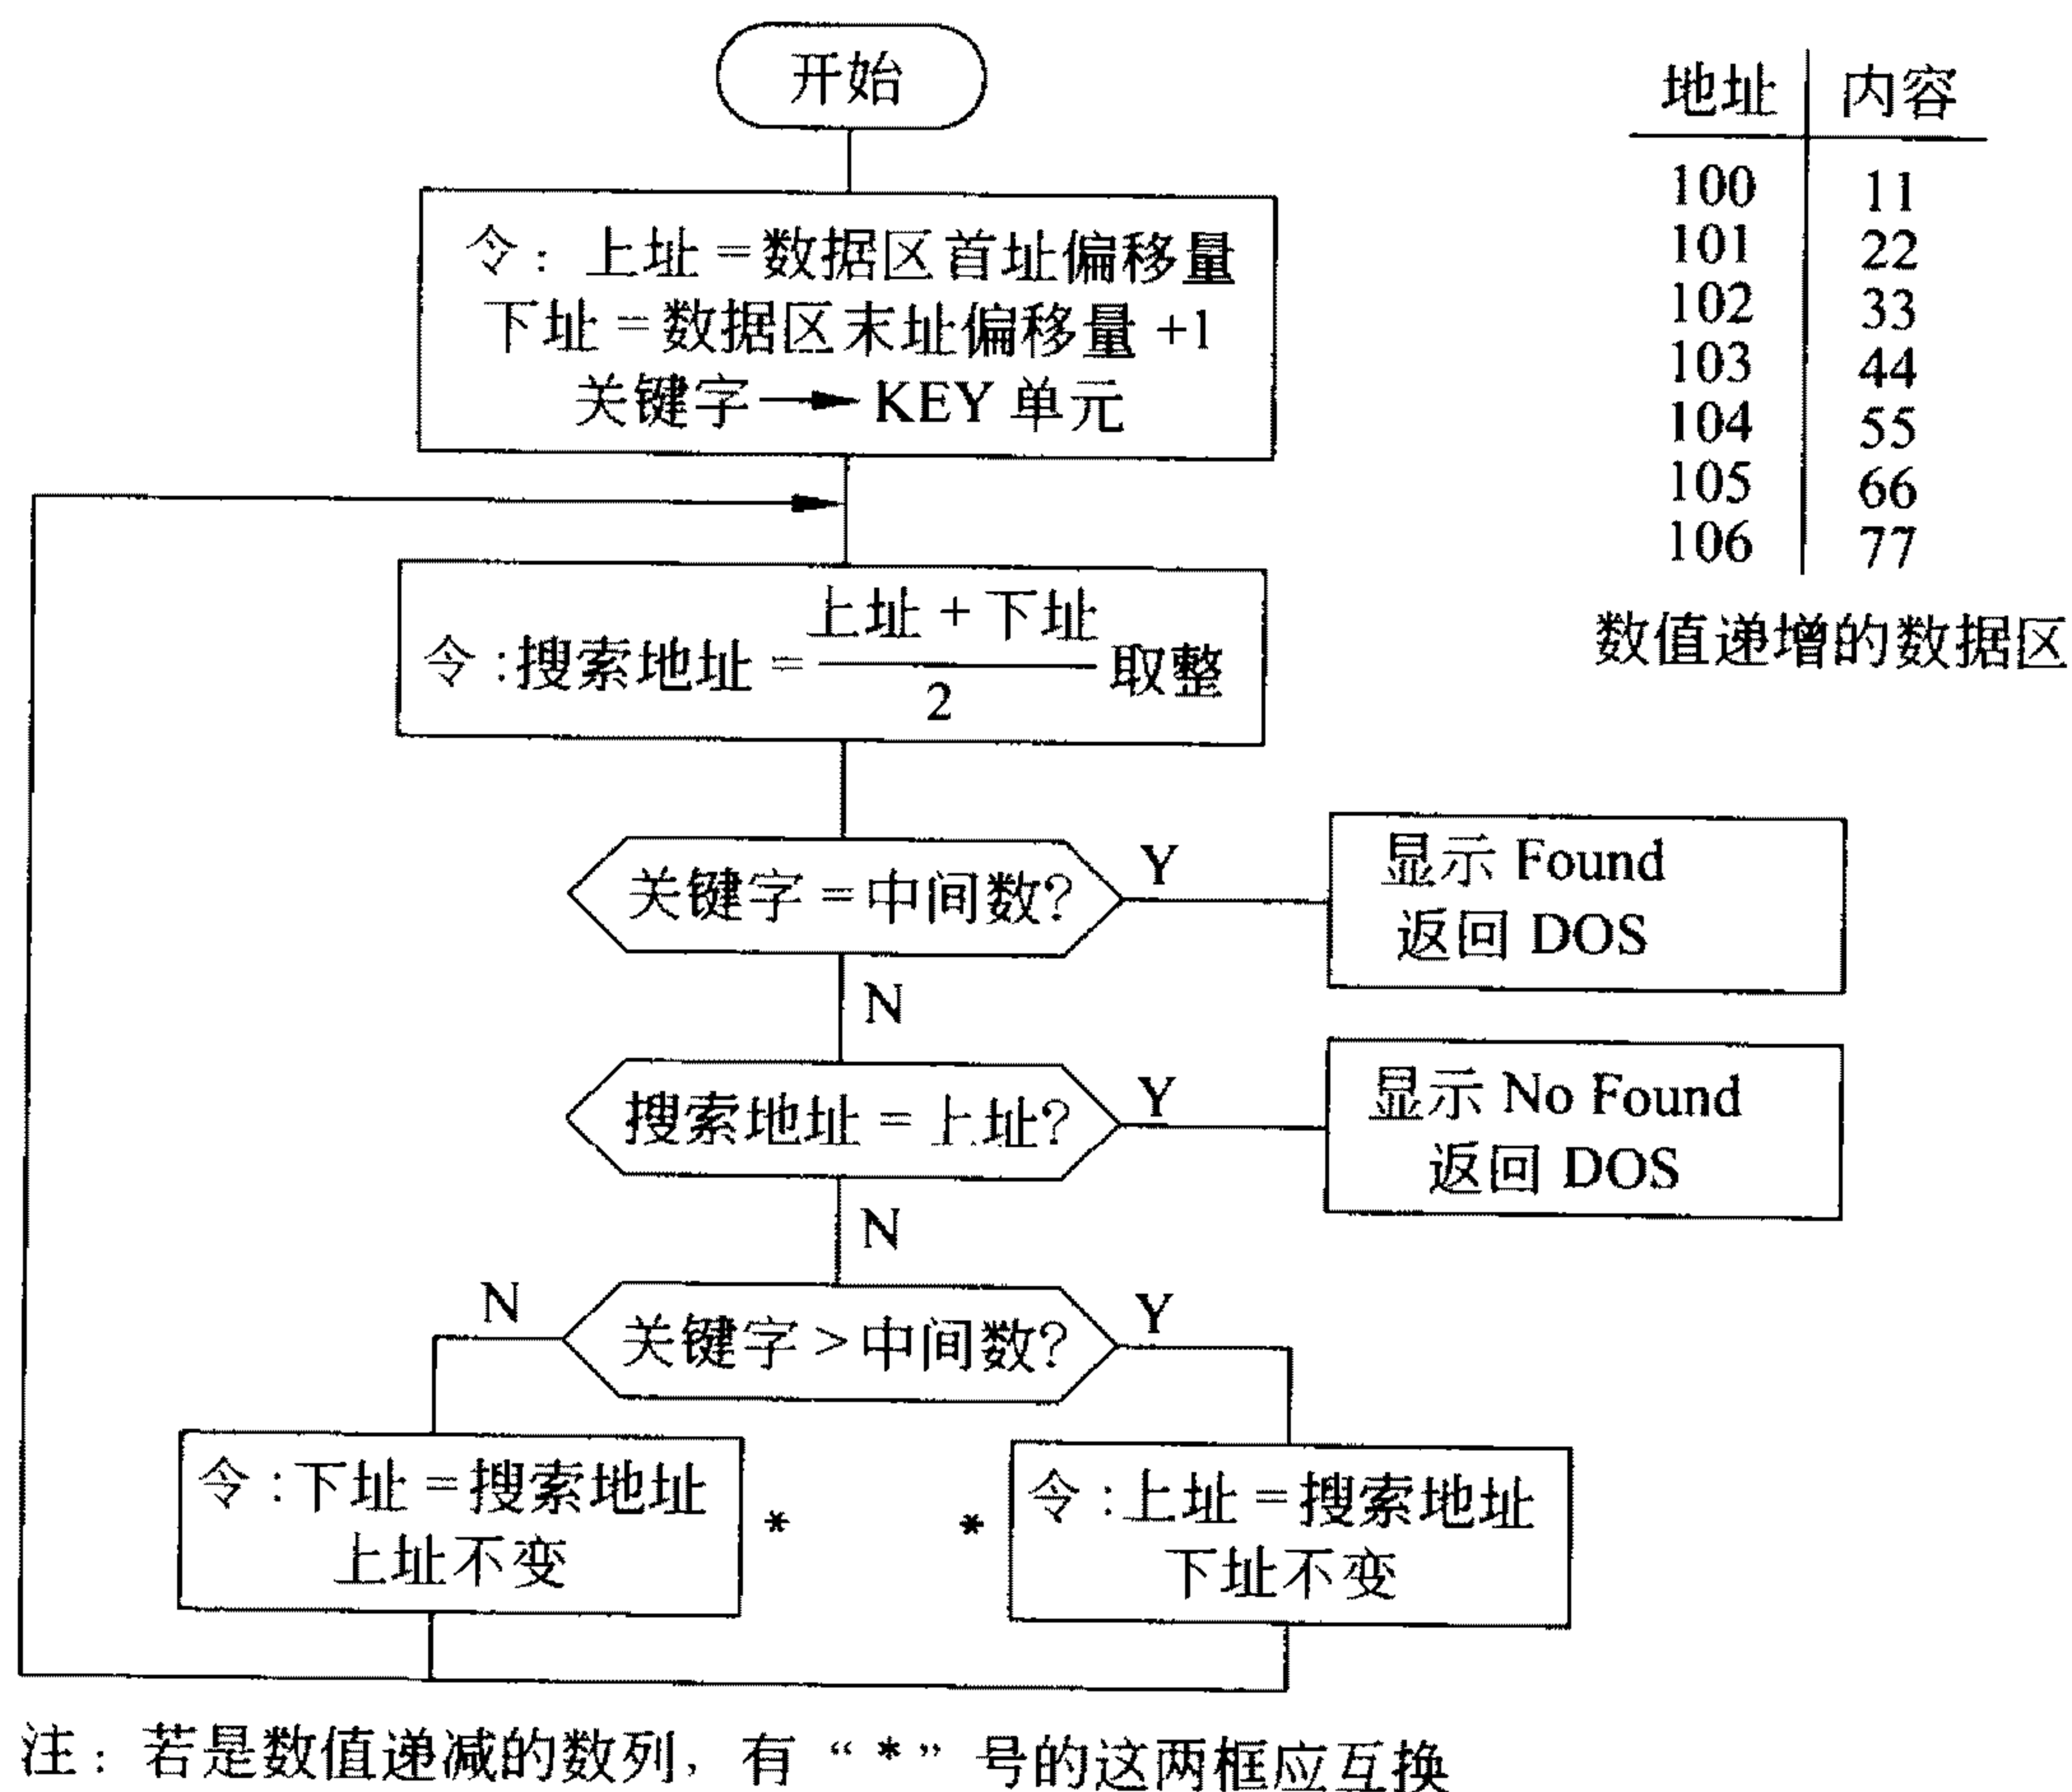 开始
令：上址＝数据区首址偏移量
下址＝数据区末址偏移量+1
关键字→KEY单元
令：搜索地址＝上址＋下址/2取整
关键字＝中间数?
Y
显示 Found
返回 DOS
N
搜索地址＝上址?
Y
显示 No Found
返回 DOS
N
关键字＞中间数?
N
Y
令：下址＝搜索地址
上址不变
*
*
令：上址＝搜索地址
下址不变
注：若是数值递减的数列，有“*”号的这两框应互换
地址 内容
100 11
101 22
102 33
103 44
104 55
105 66
106 77
数值递增的数据区